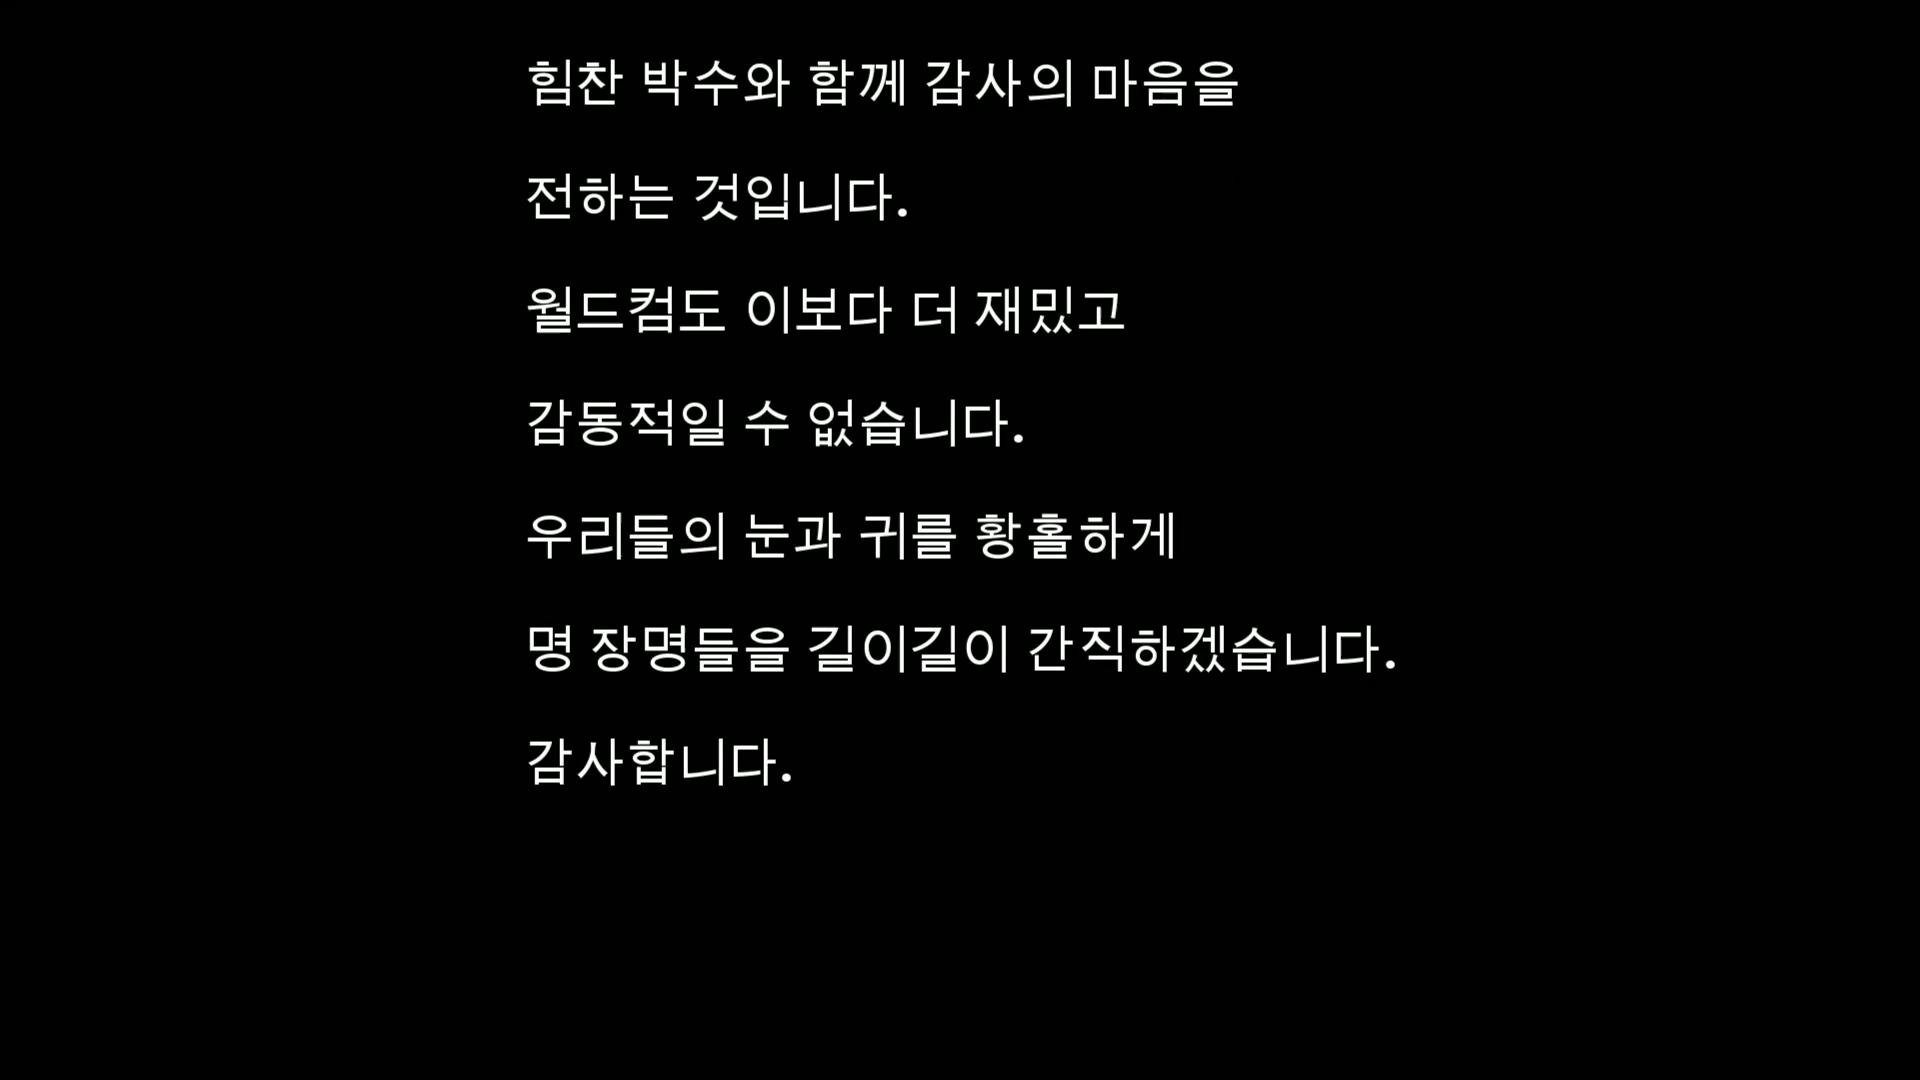 힘찬 박수와 함께 감사의 마음을
전하는 것입니다.
월드컴도 이보다 더 재밌고
감동적일 수 없습니다.
우리들의 눈과 귀를 황홀하게
명 장명들을 길이길이 간직하겠습니다.
감사합니다.